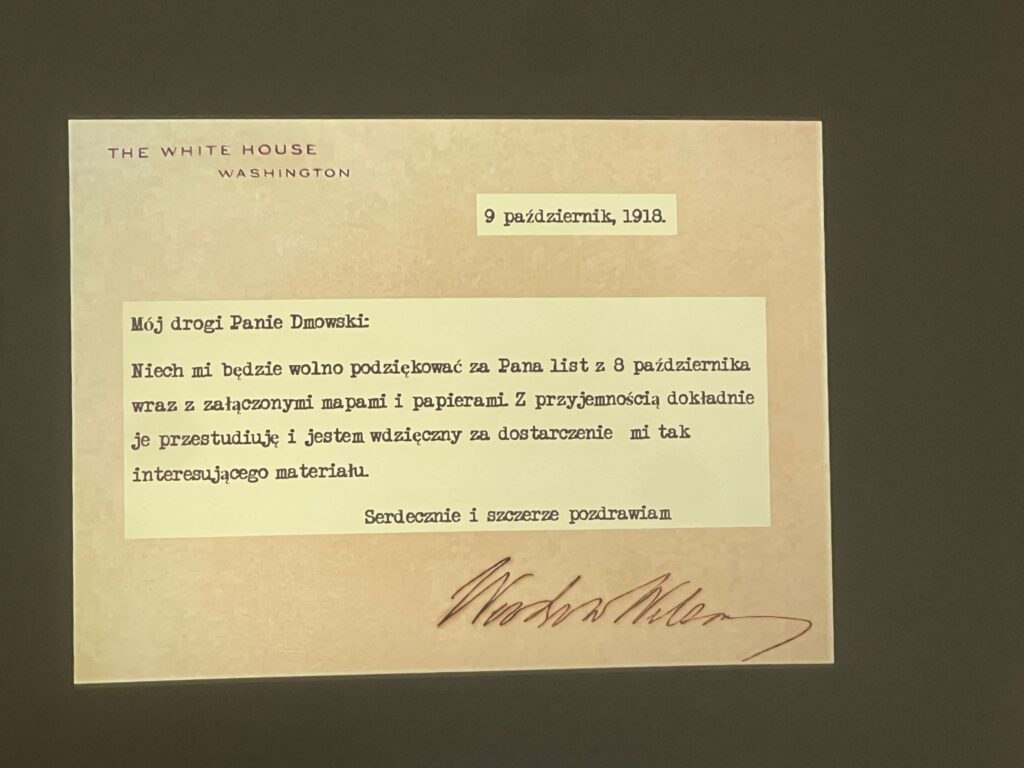 THE WHITE HOUSE
WASHINGTON
9 październik, 1918.
Mój drogi Panie Dmowski:
Niech mi będzie wolno podziękować za Pana list z 8 października
wraz z załączonymi mapami i papierami. Z przyjemnością dokładnie
je przestudiuję i jestem wdzięczny za dostarczenie mi tak
interesującego materiału.
Serdecznie i szczerze pozdrawiam
Woodrow Wilson